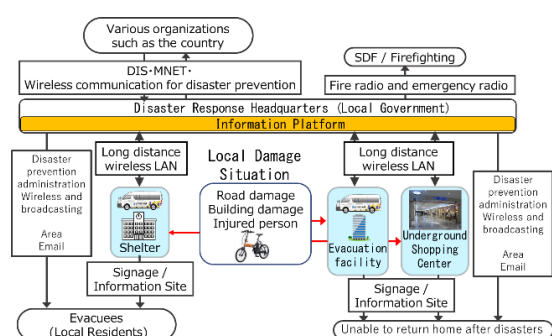 Various organizations
such as the country
SDF / Firefighting
DIS・MNET・
Wireless communication for disaster prevention
Fire radio and emergency radio
Disaster Response Headquarters (Local Government)
Information Platform
Disaster
prevention
administration
Wireless and
broadcasting
Area
Email
Long distance
wireless LAN
Local Damage
Situation
Road damage
Building damage
Injured person
Long distance
wireless LAN
Disaster
prevention
administration
Wireless and
broadcasting
Area
Email
Shelter
Evacuation
facility
Underground
Shopping
Center
Signage /
Information Site
Signage /
Information Site
Evacuees
(Local Residents)
Unable to return home after disasters